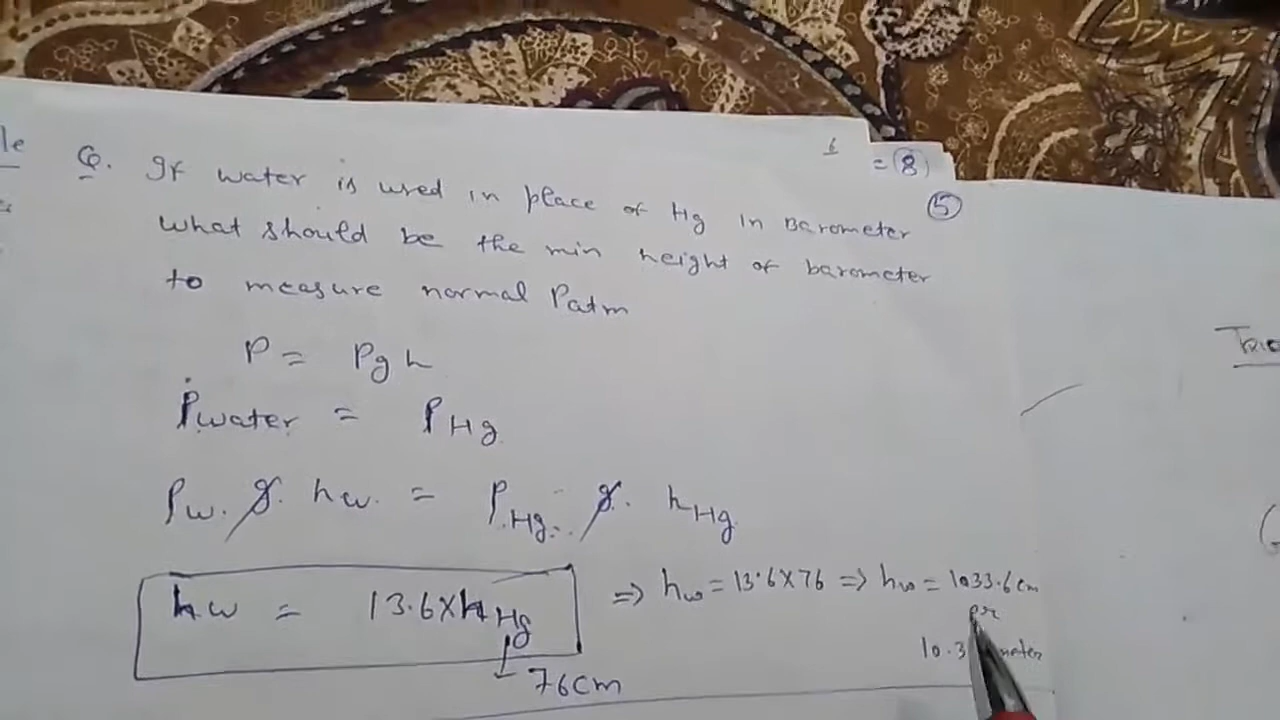 le
6
= (8)
(5)
Q. If water is used in place of Hg in Barometer
what should be the min height of barometer
to measure normal Patm
P = ρgh
Pwater = PHg
ρw. g. hw. = ρHg. g. hHg
hw = 13.6×hHg ⇒ hw = 13.6×76 ⇒ hw = 1033.6 cm
or
76cm